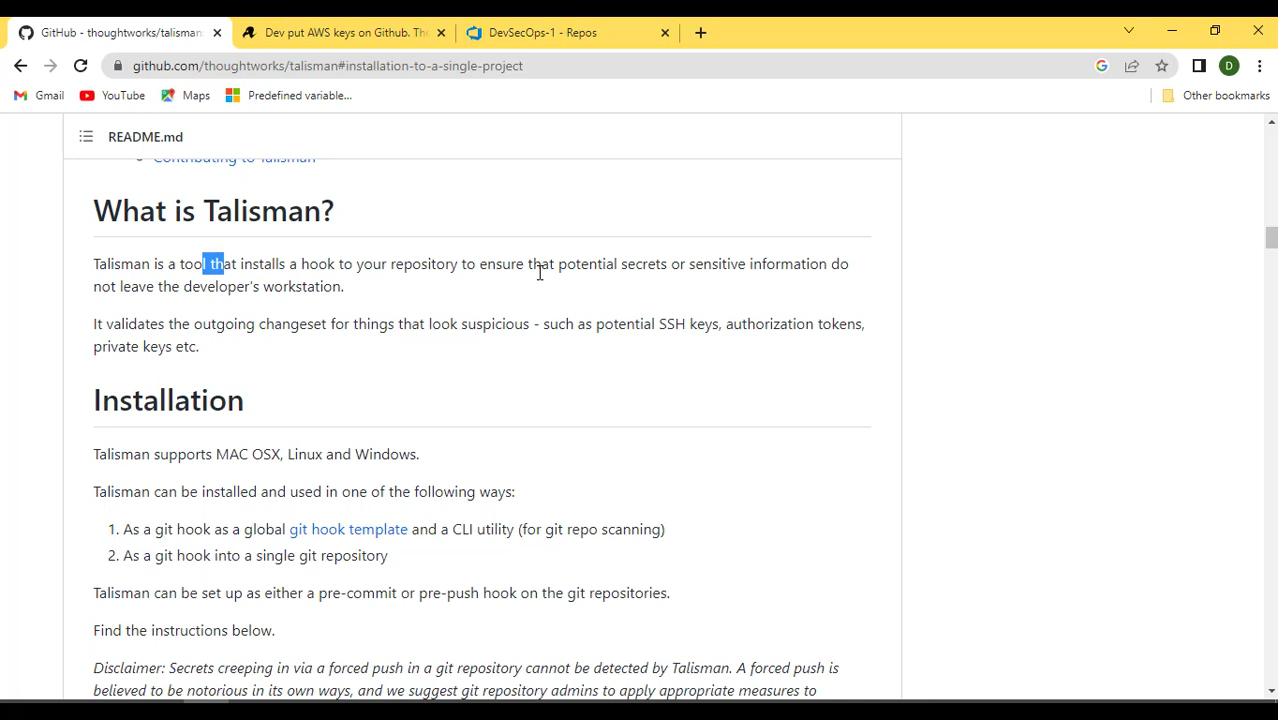 GitHub - thoughtworks/talisman:
Dev put AWS keys on Github. The
DevSecOps-1 - Repos
github.com/thoughtworks/talisman#installation-to-a-single-project
D
Gmail
YouTube
Maps
Predefined variable...
Other bookmarks
README.md
Contributing to Talisman
What is Talisman?
Talisman is a tool that installs a hook to your repository to ensure that potential secrets or sensitive information do
not leave the developer's workstation.
It validates the outgoing changeset for things that look suspicious - such as potential SSH keys, authorization tokens,
private keys etc.
Installation
Talisman supports MAC OSX, Linux and Windows.
Talisman can be installed and used in one of the following ways:
1. As a git hook as a global git hook template and a CLI utility (for git repo scanning)
2. As a git hook into a single git repository
Talisman can be set up as either a pre-commit or pre-push hook on the git repositories.
Find the instructions below.
Disclaimer: Secrets creeping in via a forced push in a git repository cannot be detected by Talisman. A forced push is
believed to be notorious in its own ways, and we suggest git repository admins to apply appropriate measures to